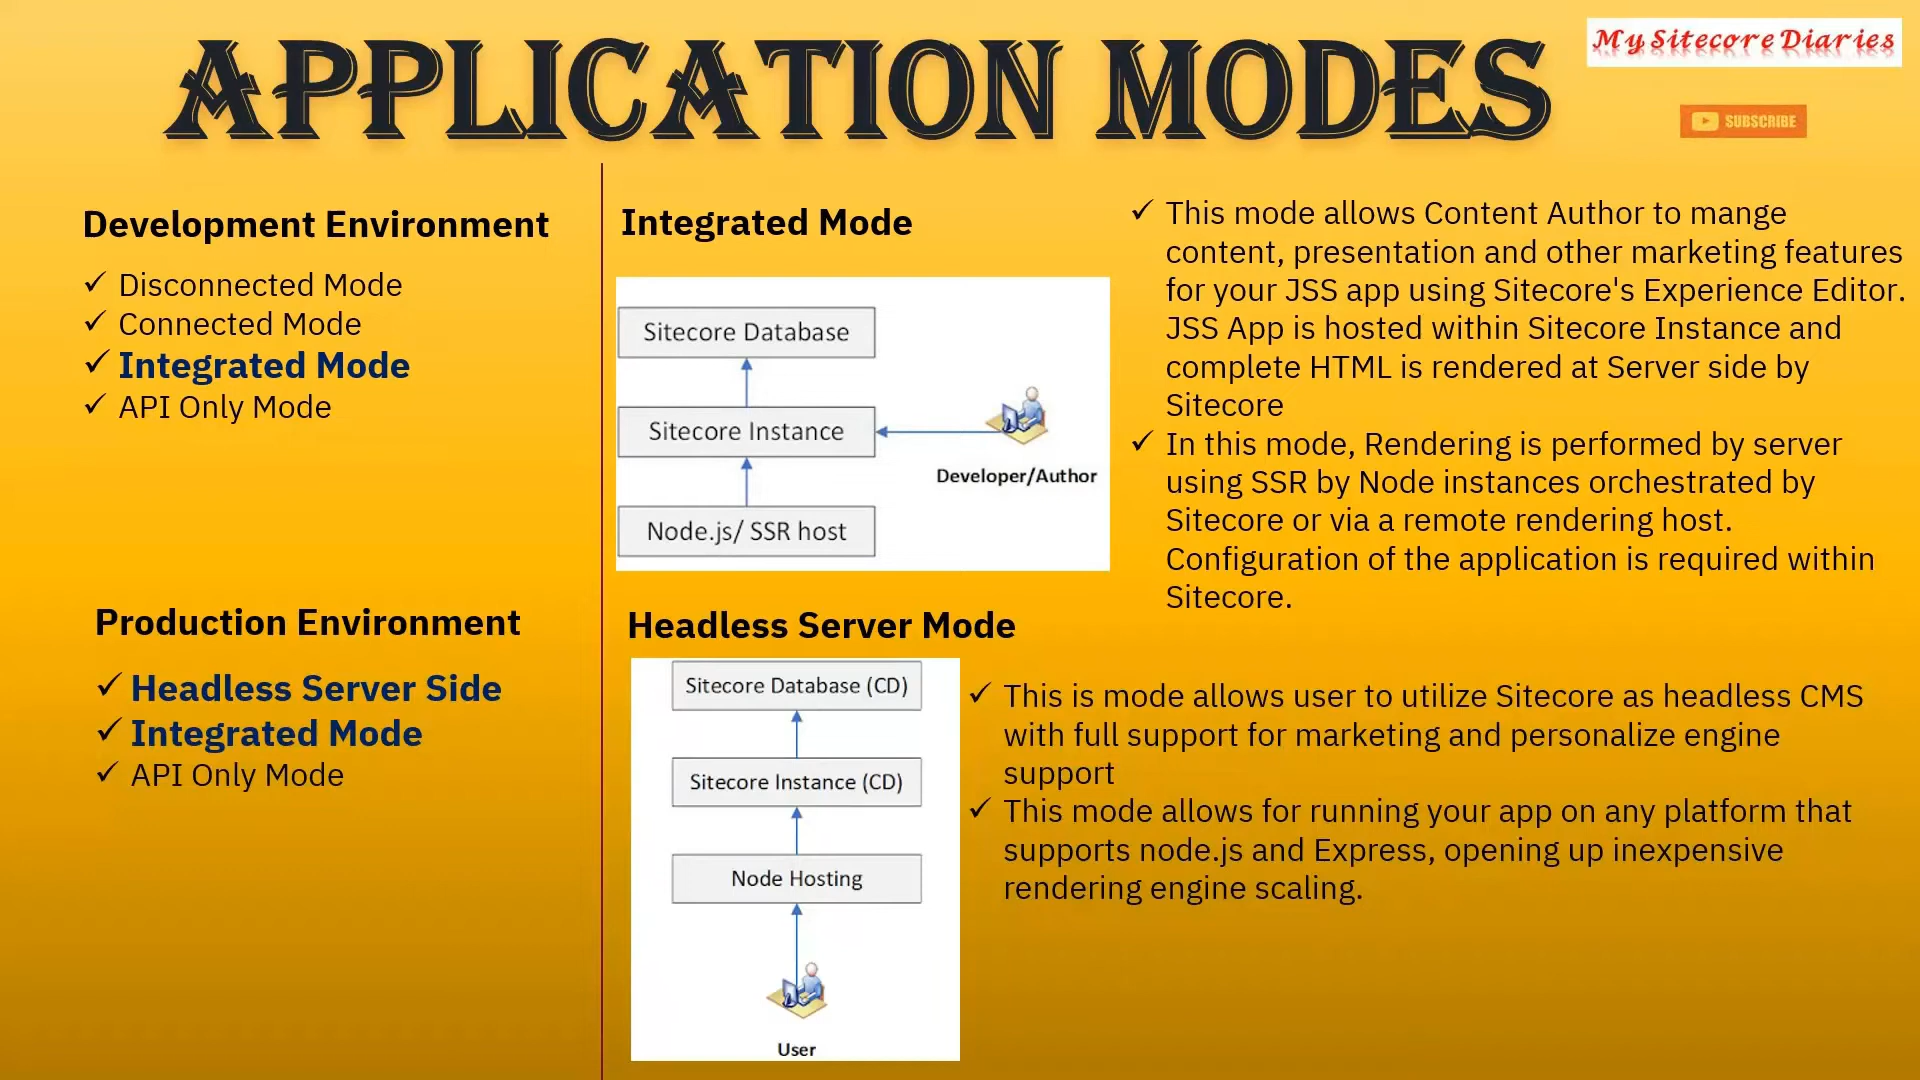 APPLICATION MODES
My Sitecore Diaries
SUBSCRIBE
Development Environment
✓ Disconnected Mode
✓ Connected Mode
✓ Integrated Mode
✓ API Only Mode
Production Environment
✓ Headless Server Side
✓ Integrated Mode
✓ API Only Mode
Integrated Mode
Sitecore Database
Sitecore Instance
Developer/Author
Node.js/ SSR host
✓ This mode allows Content Author to mange
content, presentation and other marketing features
for your JSS app using Sitecore's Experience Editor.
JSS App is hosted within Sitecore Instance and
complete HTML is rendered at Server side by
Sitecore
✓ In this mode, Rendering is performed by server
using SSR by Node instances orchestrated by
Sitecore or via a remote rendering host.
Configuration of the application is required within
Sitecore.
Headless Server Mode
Sitecore Database (CD)
Sitecore Instance (CD)
Node Hosting
User
✓ This is mode allows user to utilize Sitecore as headless CMS
with full support for marketing and personalize engine
support
✓ This mode allows for running your app on any platform that
supports node.js and Express, opening up inexpensive
rendering engine scaling.